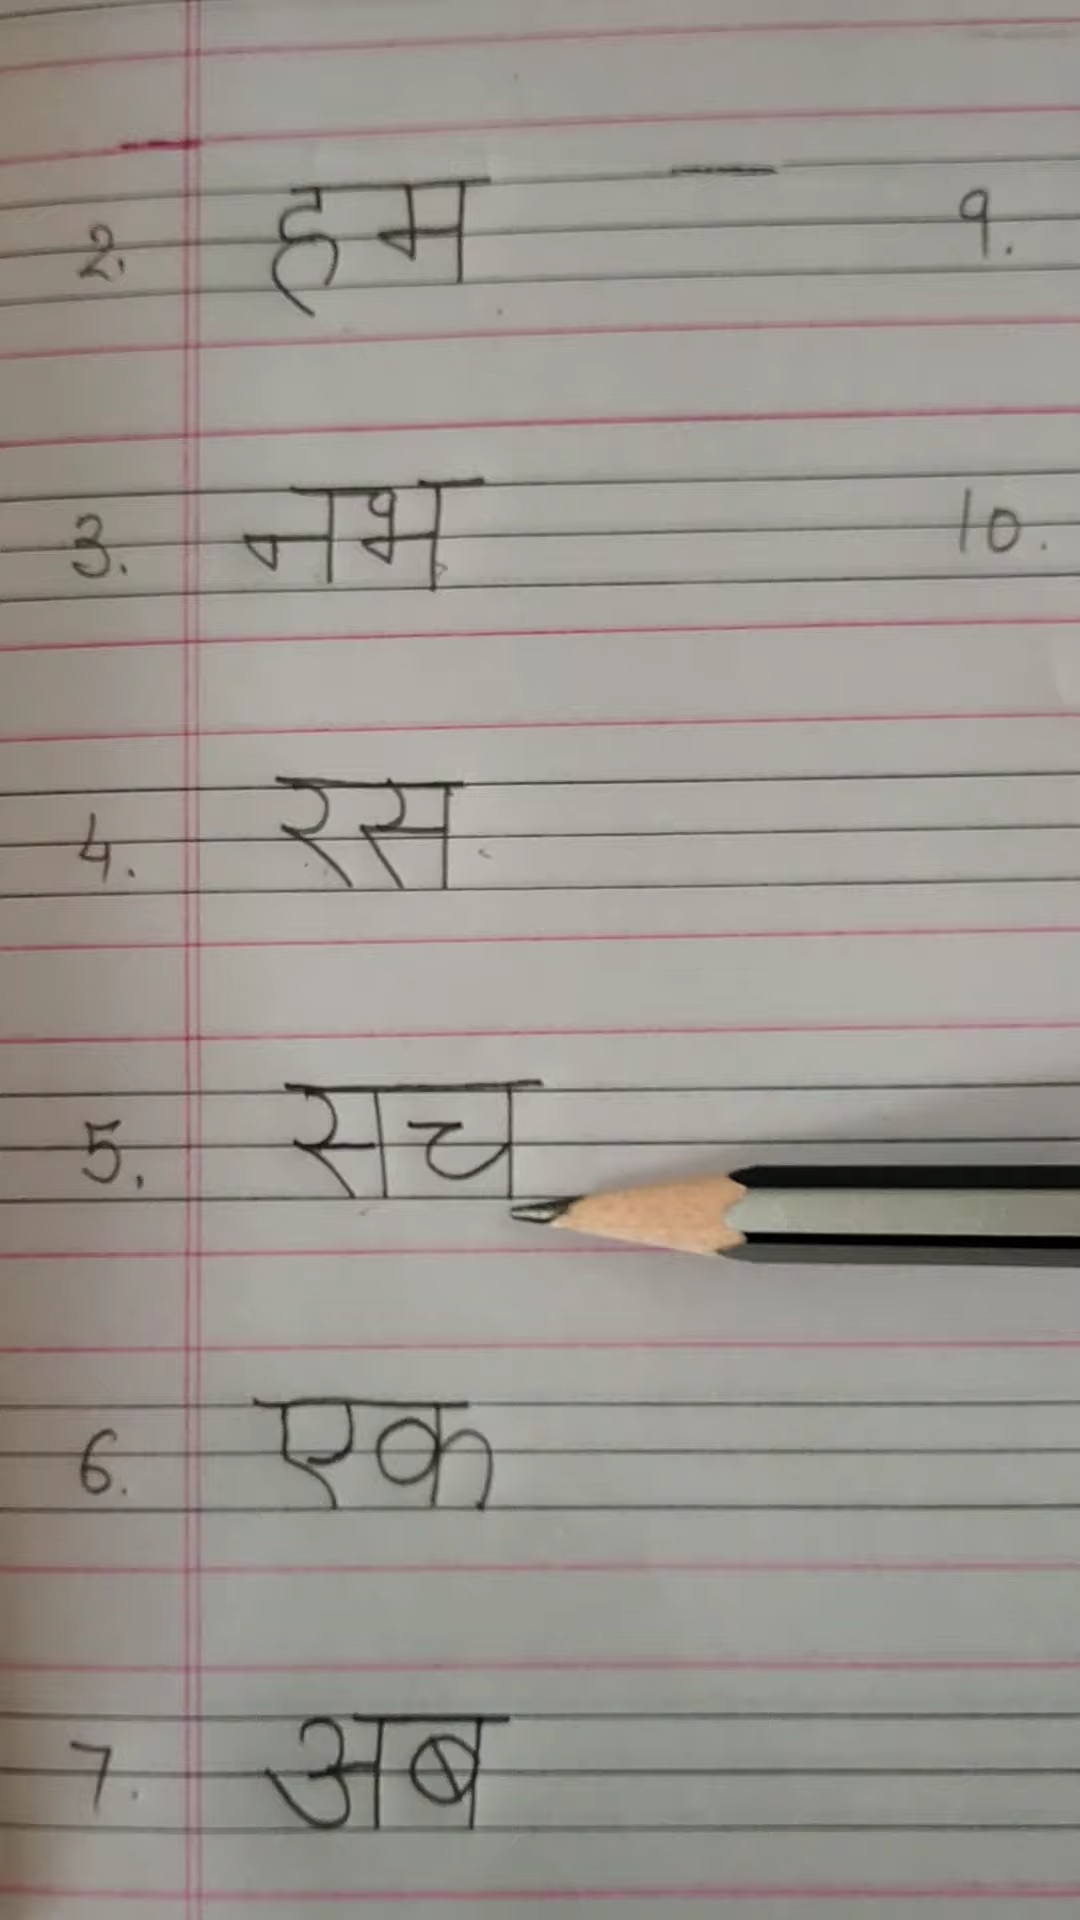 2. हम 9.
3. नभ 10.
4. रस
5. सच
6. एक
7. अब